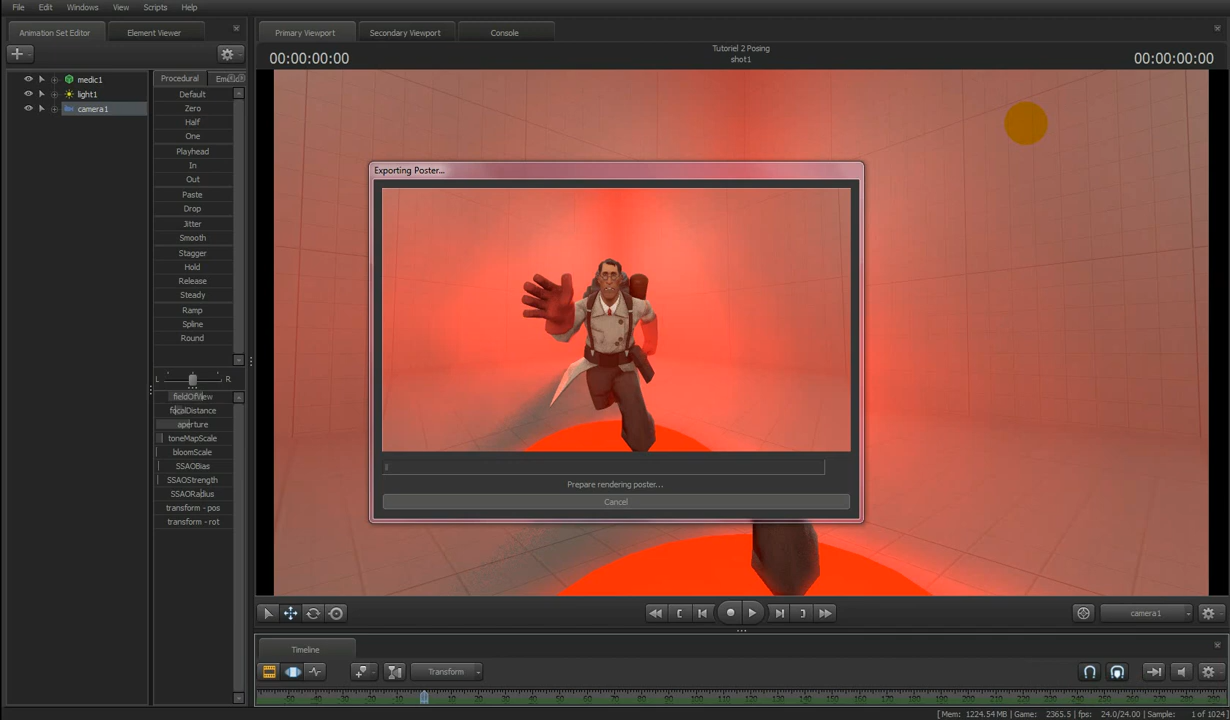 File Edit Windows View Scripts Help
Animation Set Editor Element Viewer
Primary Viewport Secondary Viewport Console
00:00:00:00 Tutoriel 2 Posing 00:00:00:00
shot1
medic1
light1
camera1
Procedural
Default
Zero
Half
One
Playhead
In
Out
Paste
Drop
Jitter
Smooth
Stagger
Hold
Release
Steady
Ramp
Spline
Round
L R
fieldOfView
focalDistance
aperture
toneMapScale
bloomScale
SSAOBias
SSAOStrength
SSAORadius
transform - pos
transform - rot
Exporting Poster...
Prepare rendering poster...
Cancel
camera1
Timeline
Transform
[ Mem: 1224.54 MB | Game: 2365.5, fps: 24.0/24.00 | Sample: 1 of 1024